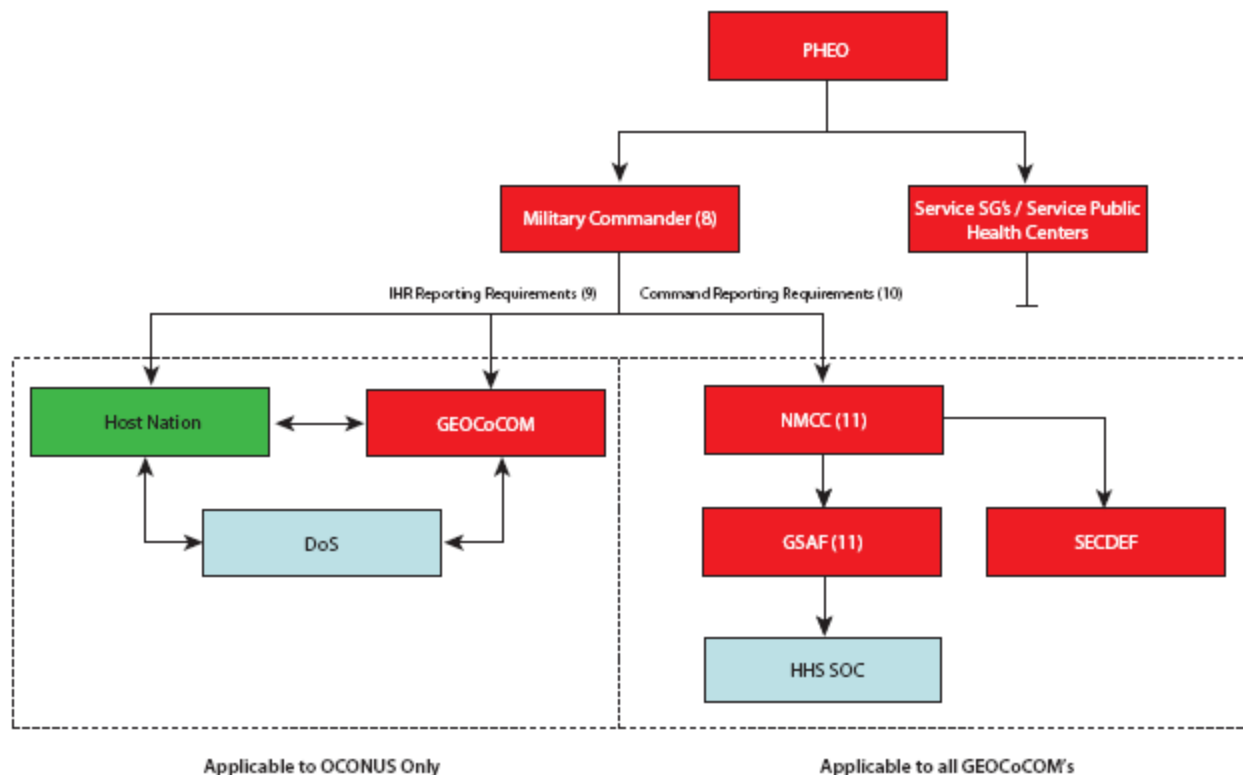 PHEO
Military Commander (8)
Service SG's / Service Public
Health Centers
IHR Reporting Requirements (9)
Command Reporting Requirements (10)
Host Nation
GEOCoCOM
NMCC (11)
DoS
GSAF (11)
SECDEF
HHS SOC
Applicable to OCONUS Only
Applicable to all GEOCoCOM's